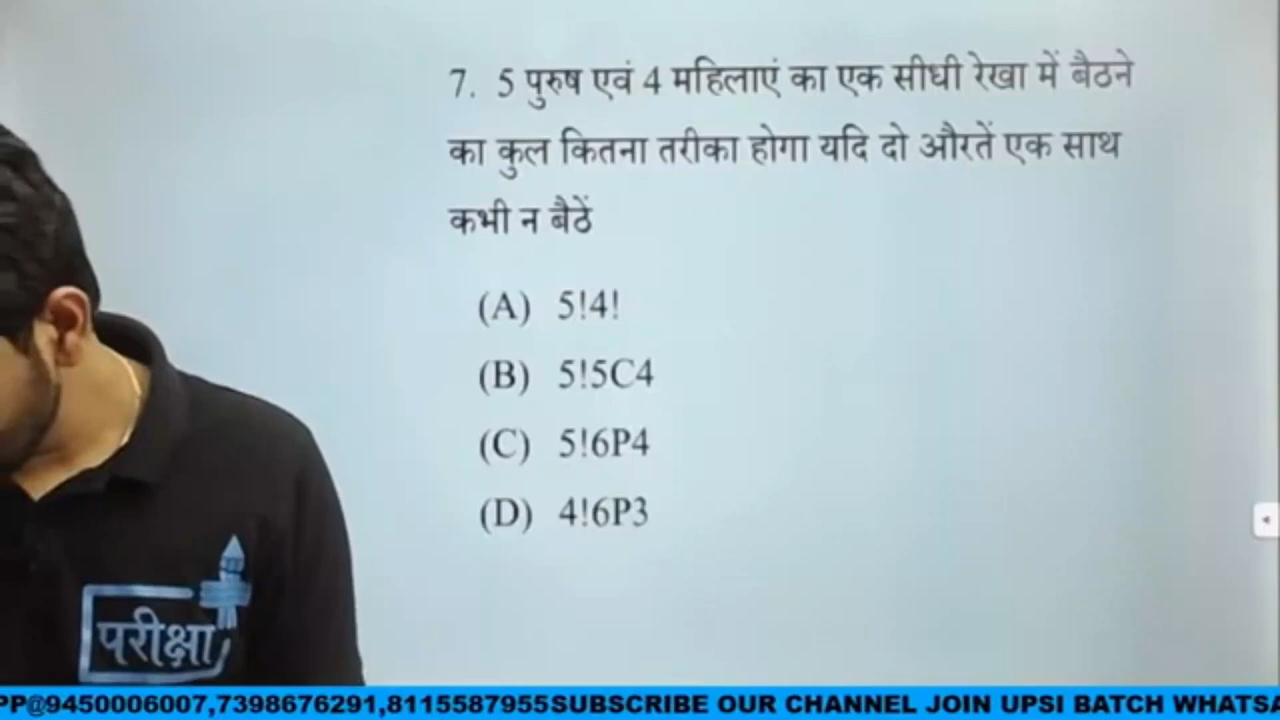 7. 5 पुरुष एवं 4 महिलाएं का एक सीधी रेखा में बैठने
का कुल कितना तरीका होगा यदि दो औरतें एक साथ
कभी न बैठें
(A) 5!4!
(B) 5!5C4
(C) 5!6P4
(D) 4!6P3
परीक्षा
PP@9450006007,7398676291,8115587955SUBSCRIBE OUR CHANNEL JOIN UPSI BATCH WHATSA